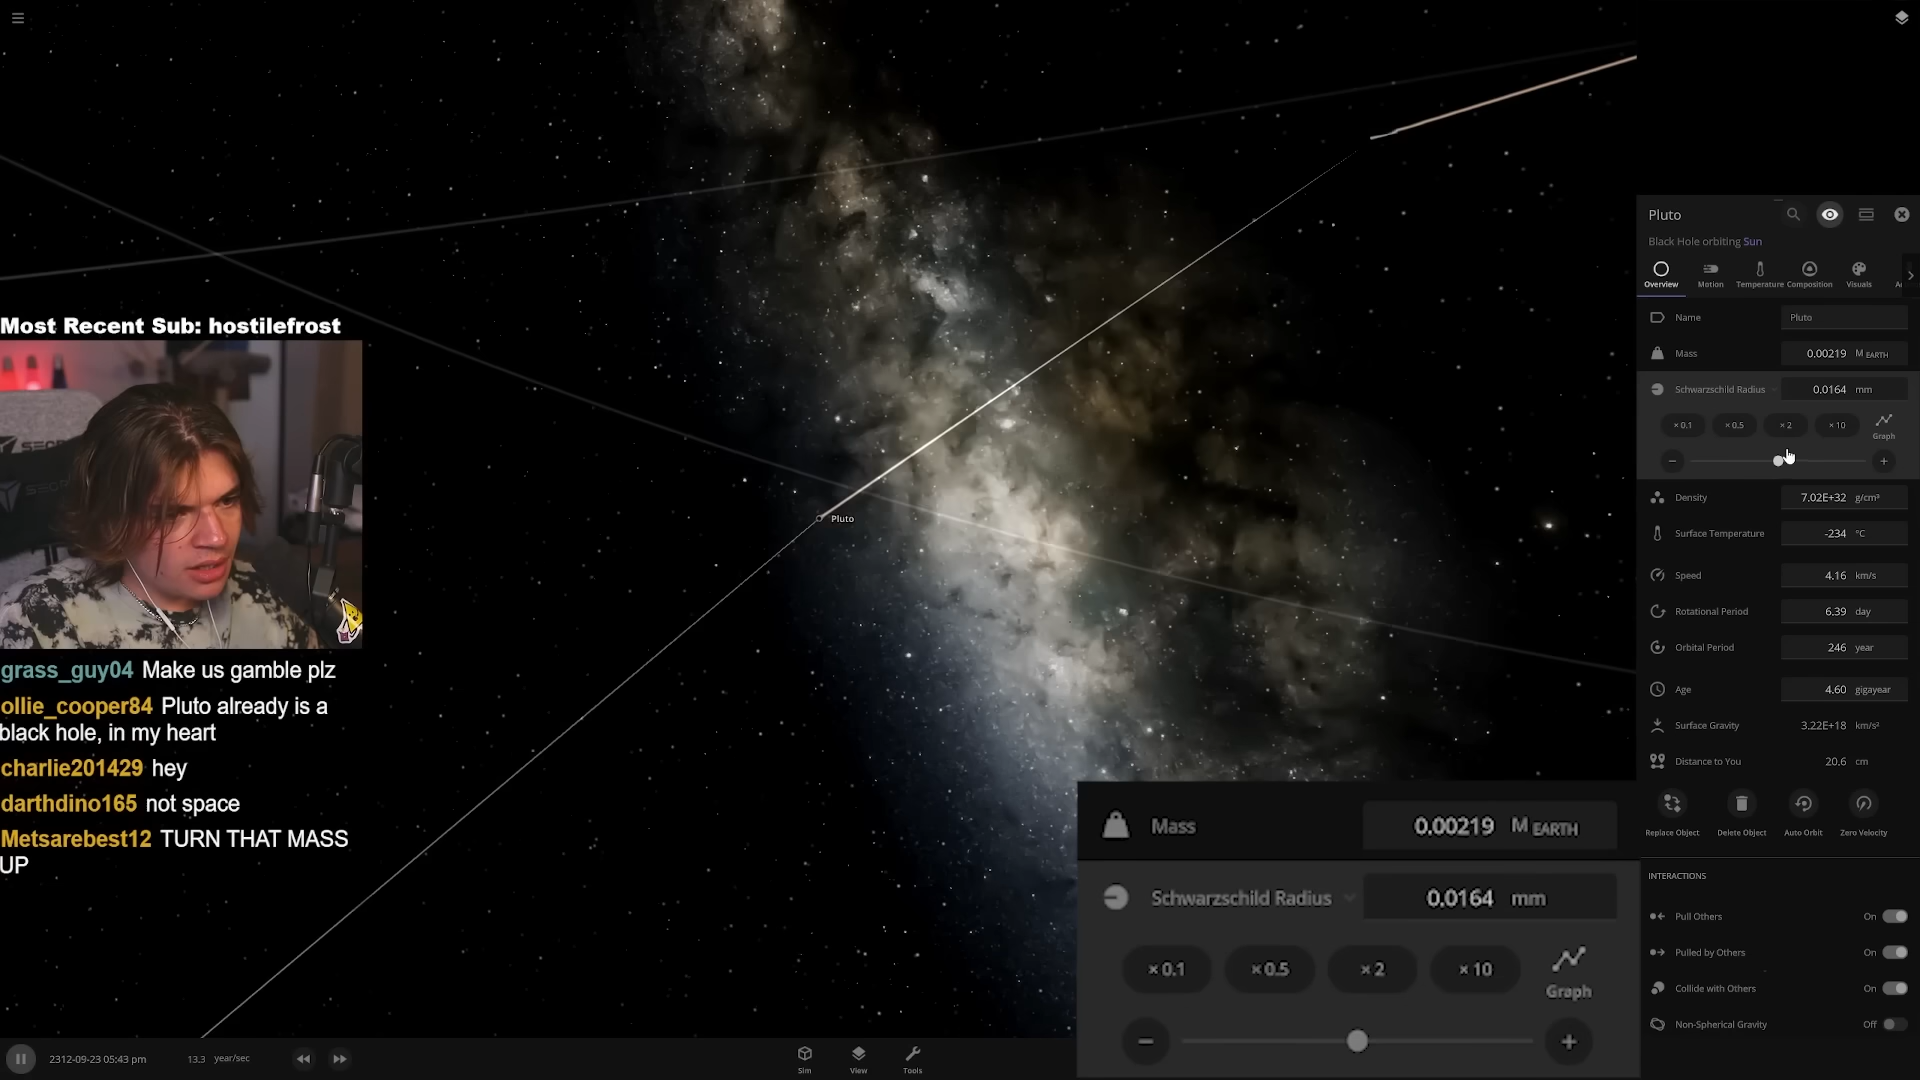 Most Recent Sub: hostilefrost
grass_guy04 Make us gamble plz
ollie_cooper84 Pluto already is a
black hole, in my heart
charlie201429 hey
darthdino165 not space
Metsarebest12 TURN THAT MASS
UP
Pluto
Pluto
Black Hole orbiting Sun
Overview Motion Temperature Composition Visuals
Name Pluto
Mass 0.00219 M EARTH
Schwarzschild Radius 0.0164 mm
×0.1 ×0.5 ×2 ×10 Graph
Density 7.02E+32 g/cm³
Surface Temperature -234 °C
Speed 4.16 km/s
Rotational Period 6.39 day
Orbital Period 246 year
Age 4.60 gigayear
Surface Gravity 3.22E+18 km/s²
Distance to You 20.6 cm
Replace Object Delete Object Auto Orbit Zero Velocity
INTERACTIONS
Pull Others On
Pulled by Others On
Collide with Others On
Non-Spherical Gravity Off
Mass 0.00219 M EARTH
Schwarzschild Radius 0.0164 mm
×0.1 ×0.5 ×2 ×10 Graph
2312-09-23 05:43 pm 13.3 year/sec
Sim View Tools